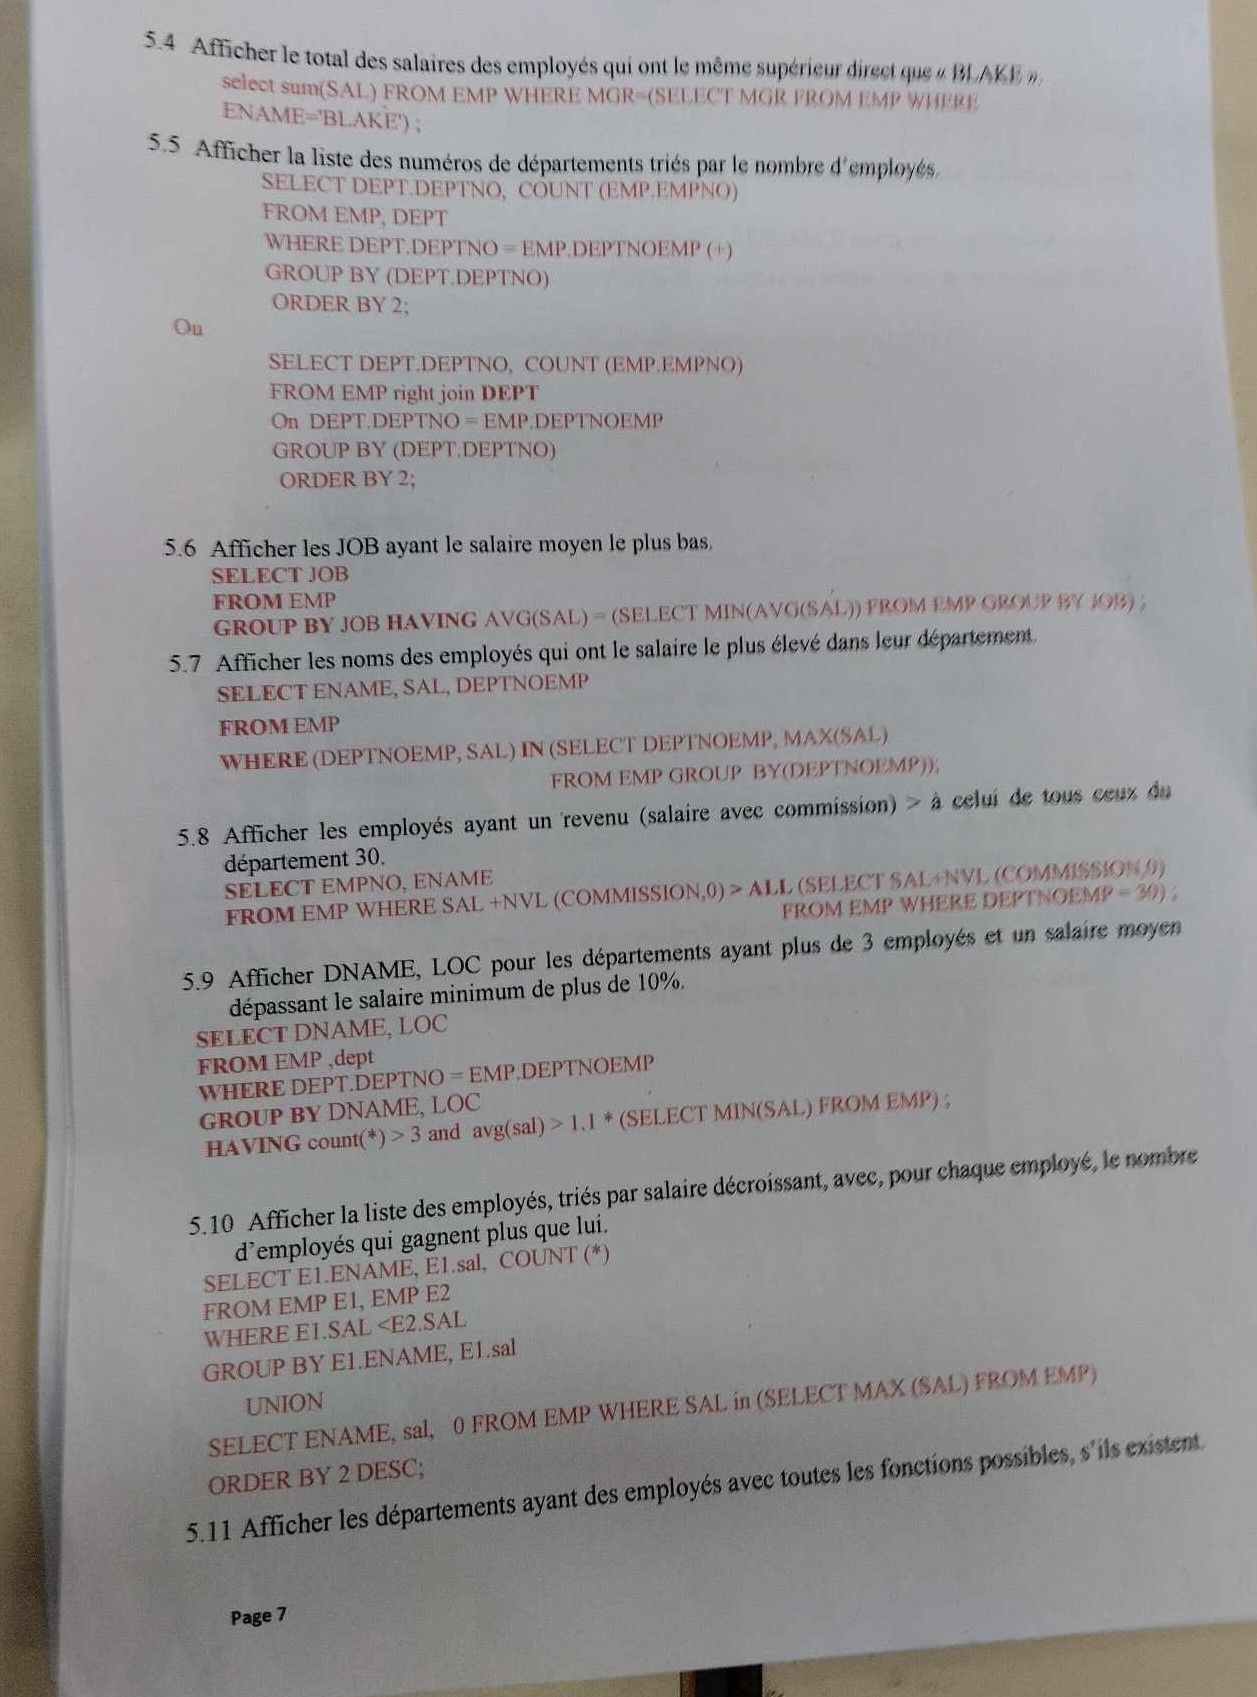 5.4 Afficher le total des salaires des employés qui ont le même supérieur direct que « BLAKE ».
select sum(SAL) FROM EMP WHERE MGR=(SELECT MGR FROM EMP WHERE
ENAME='BLAKE') ;
5.5 Afficher la liste des numéros de départements triés par le nombre d'employés.
SELECT DEPT.DEPTNO, COUNT (EMP.EMPNO)
FROM EMP, DEPT
WHERE DEPT.DEPTNO = EMP.DEPTNOEMP (+)
GROUP BY (DEPT.DEPTNO)
ORDER BY 2;
Ou
SELECT DEPT.DEPTNO, COUNT (EMP.EMPNO)
FROM EMP right join DEPT
On DEPT.DEPTNO = EMP.DEPTNOEMP
GROUP BY (DEPT.DEPTNO)
ORDER BY 2;
5.6 Afficher les JOB ayant le salaire moyen le plus bas.
SELECT JOB
FROM EMP
GROUP BY JOB HAVING AVG(SAL) = (SELECT MIN(AVG(SAL)) FROM EMP GROUP BY JOB) ;
5.7 Afficher les noms des employés qui ont le salaire le plus élevé dans leur département.
SELECT ENAME, SAL, DEPTNOEMP
FROM EMP
WHERE (DEPTNOEMP, SAL) IN (SELECT DEPTNOEMP, MAX(SAL)
FROM EMP GROUP BY(DEPTNOEMP));
5.8 Afficher les employés ayant un revenu (salaire avec commission) > à celui de tous ceux du
département 30.
SELECT EMPNO, ENAME
FROM EMP WHERE SAL +NVL (COMMISSION,0) > ALL (SELECT SAL+NVL (COMMISSION,0)
FROM EMP WHERE DEPTNOEMP = 30) ;
5.9 Afficher DNAME, LOC pour les départements ayant plus de 3 employés et un salaire moyen
dépassant le salaire minimum de plus de 10%.
SELECT DNAME, LOC
FROM EMP ,dept
WHERE DEPT.DEPTNO = EMP.DEPTNOEMP
GROUP BY DNAME, LOC
HAVING count(*) > 3 and avg(sal) > 1.1 * (SELECT MIN(SAL) FROM EMP) ;
5.10 Afficher la liste des employés, triés par salaire décroissant, avec, pour chaque employé, le nombre
d'employés qui gagnent plus que lui.
SELECT E1.ENAME, E1.sal, COUNT (*)
FROM EMP E1, EMP E2
WHERE E1.SAL <E2.SAL
GROUP BY E1.ENAME, E1.sal
UNION
SELECT ENAME, sal, 0 FROM EMP WHERE SAL in (SELECT MAX (SAL) FROM EMP)
ORDER BY 2 DESC;
5.11 Afficher les départements ayant des employés avec toutes les fonctions possibles, s'ils existent.
Page 7